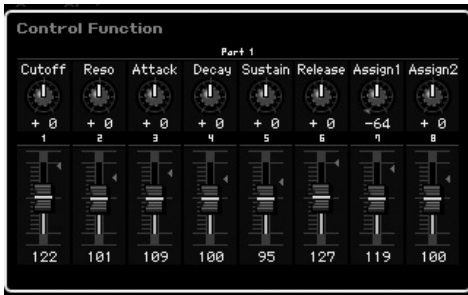 Control Function
Part 1
Cutoff Reso Attack Decay Sustain Release Assign1 Assign2
+ 0 + 0 + 0 + 0 + 0 + 0 -64 + 0
1 2 3 4 5 6 7 8
122 101 109 100 95 127 119 100